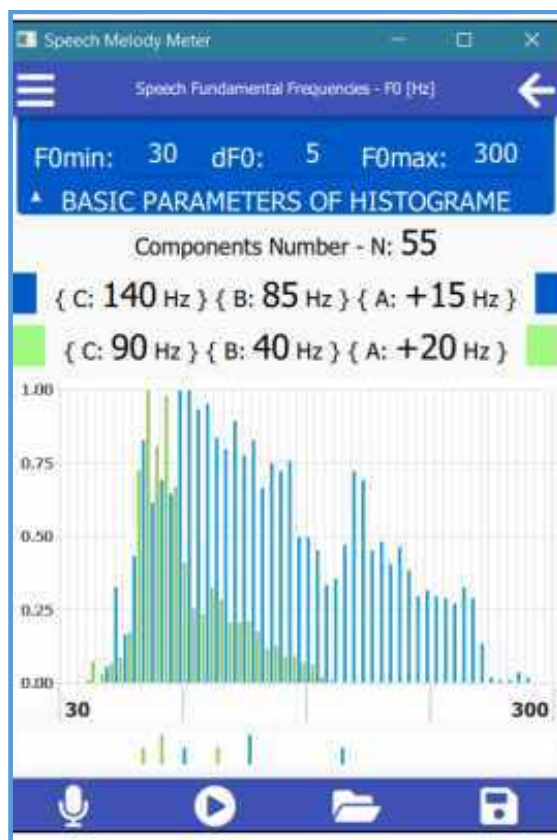 Speech Melody Meter
Speech Fundamental Frequencies - F0 [Hz]
F0min: 30 dF0: 5 F0max: 300
BASIC PARAMETERS OF HISTOGRAME
Components Number - N: 55
{ C: 140 Hz } { B: 85 Hz } { A: +15 Hz }
{ C: 90 Hz } { B: 40 Hz } { A: +20 Hz }
1.00
0.75
0.50
0.25
0.00
30 300